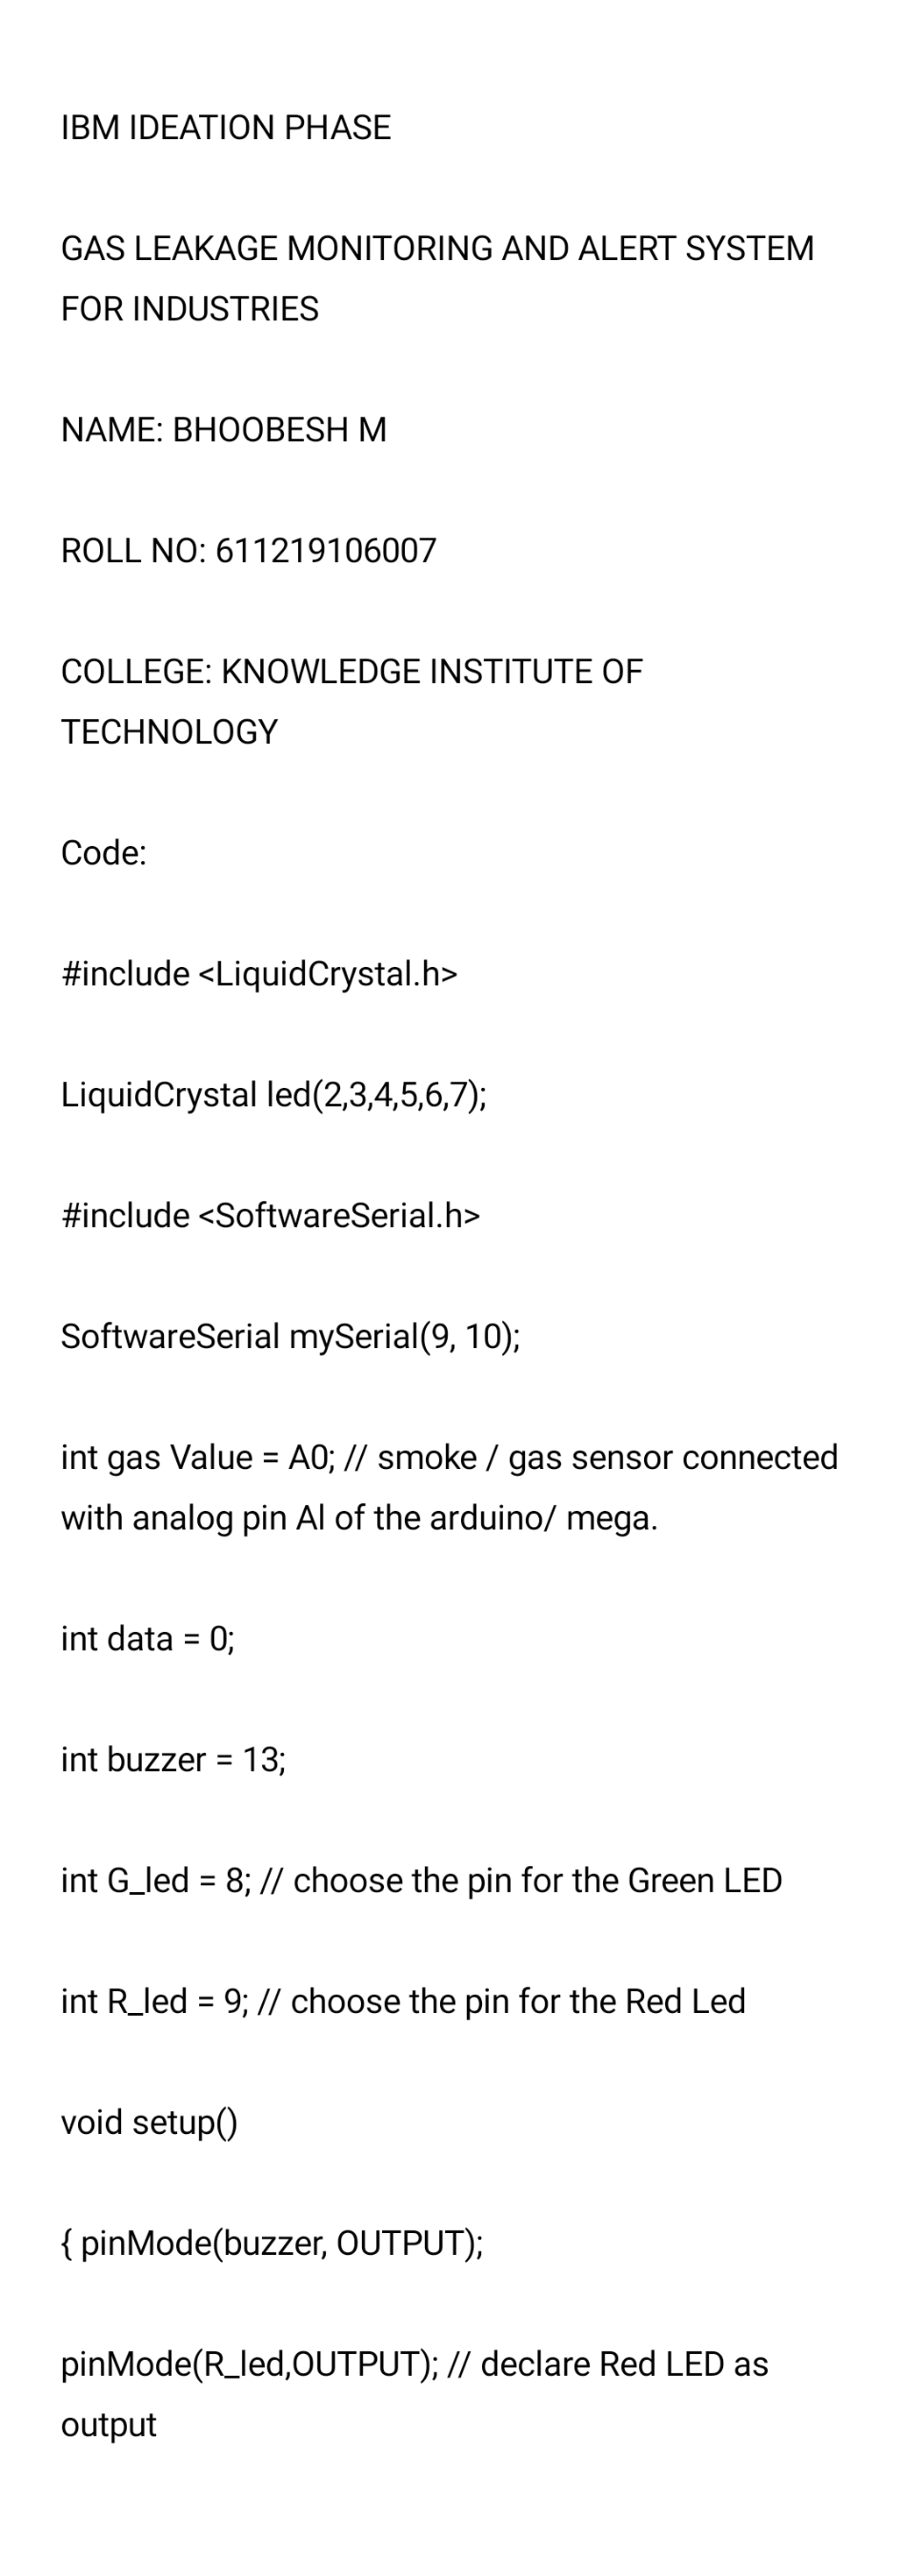 IBM IDEATION PHASE
GAS LEAKAGE MONITORING AND ALERT SYSTEM
FOR INDUSTRIES
NAME: BHOOBESH M
ROLL NO: 611219106007
COLLEGE: KNOWLEDGE INSTITUTE OF
TECHNOLOGY
Code:
#include <LiquidCrystal.h>
LiquidCrystal led(2,3,4,5,6,7);
#include <SoftwareSerial.h>
SoftwareSerial mySerial(9, 10);
int gas Value = A0; // smoke / gas sensor connected
with analog pin Al of the arduino/ mega.
int data = 0;
int buzzer = 13;
int G_led = 8; // choose the pin for the Green LED
int R_led = 9; // choose the pin for the Red Led
void setup()
{ pinMode(buzzer, OUTPUT);
pinMode(R_led,OUTPUT); // declare Red LED as
output